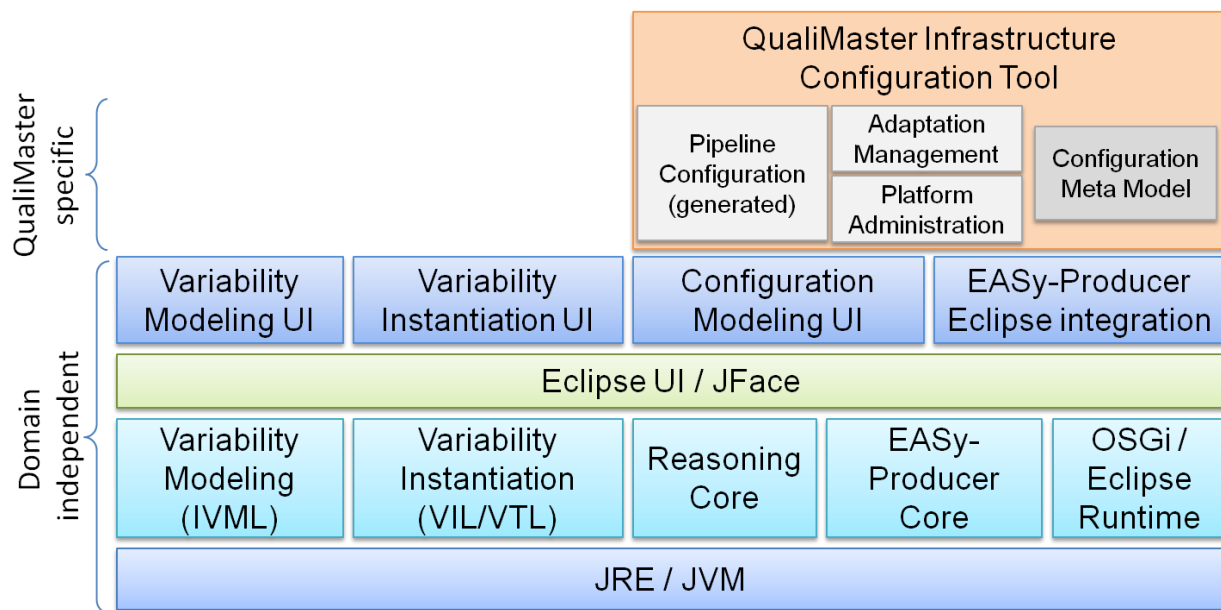 QualiMaster Infrastructure
Configuration Tool
QualiMaster
specific
Pipeline
Configuration
(generated)
Adaptation
Management
Platform
Administration
Configuration
Meta Model
Domain
independent
Variability
Modeling UI
Variability
Instantiation UI
Configuration
Modeling UI
EASy-Producer
Eclipse integration
Eclipse UI / JFace
Variability
Modeling
(IVML)
Variability
Instantiation
(VIL/VTL)
Reasoning
Core
EASy-
Producer
Core
OSGi /
Eclipse
Runtime
JRE / JVM